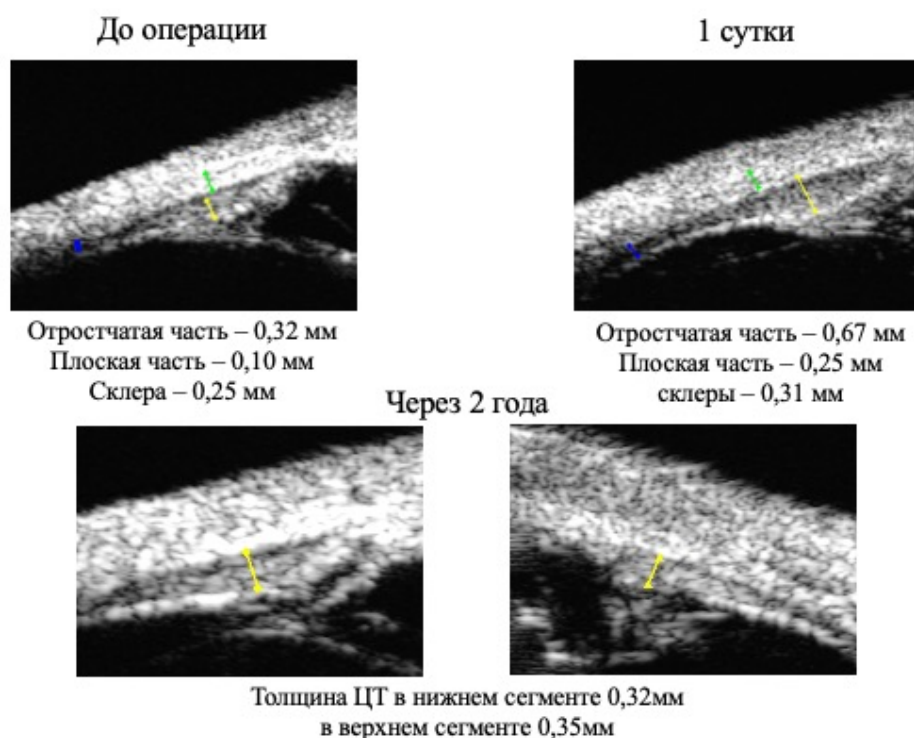 До операции
1 сутки
Отростчатая часть – 0,32 мм
Плоская часть – 0,10 мм
Склера – 0,25 мм
Отростчатая часть – 0,67 мм
Плоская часть – 0,25 мм
склеры – 0,31 мм
Через 2 года
Толщина ЦТ в нижнем сегменте 0,32мм
в верхнем сегменте 0,35мм